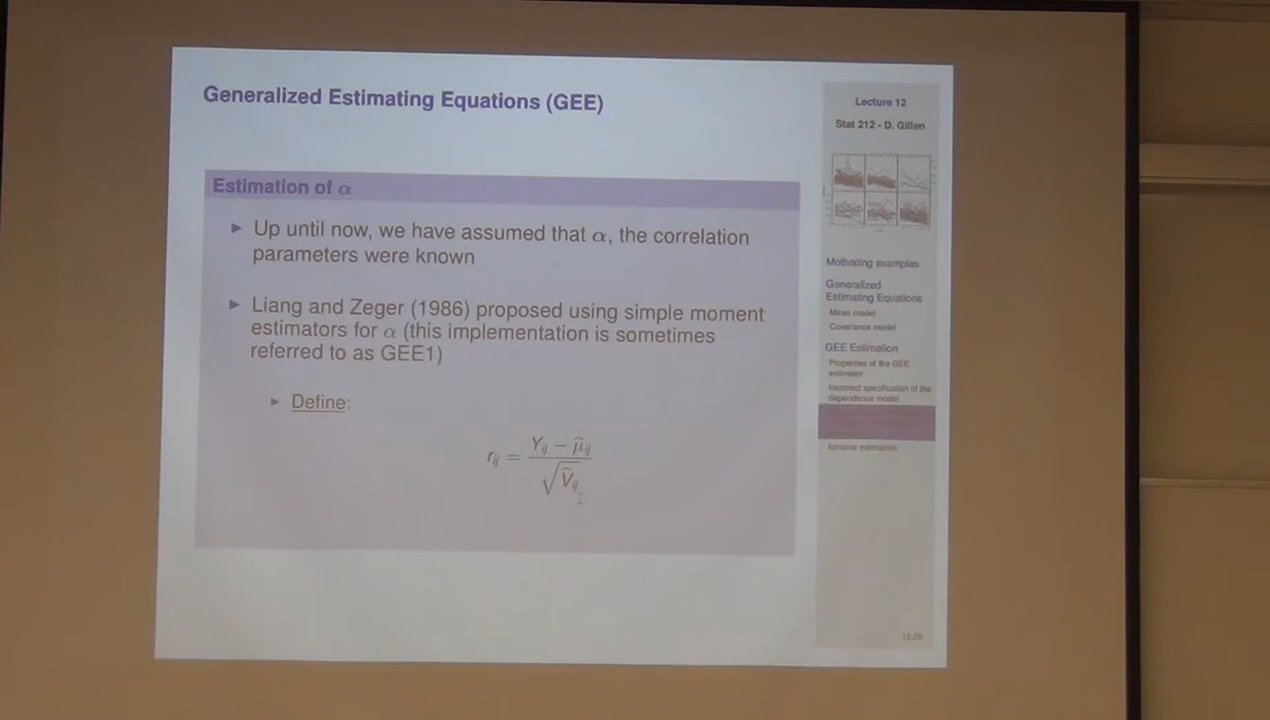 Generalized Estimating Equations (GEE)
Estimation of α
▶ Up until now, we have assumed that α, the correlation
parameters were known
▶ Liang and Zeger (1986) proposed using simple moment
estimators for α (this implementation is sometimes
referred to as GEE1)
▶ Define:
r_ij = (Y_ij − μ̂_ij) / √V̂_ij
Lecture 12
Stat 212 - D. Gillen
Motivating examples
Generalized
Estimating Equations
Mean model
Covariance model
GEE Estimation
Properties of the GEE
estimator
Incorrect specification of the
dependence model
Iterative estimation